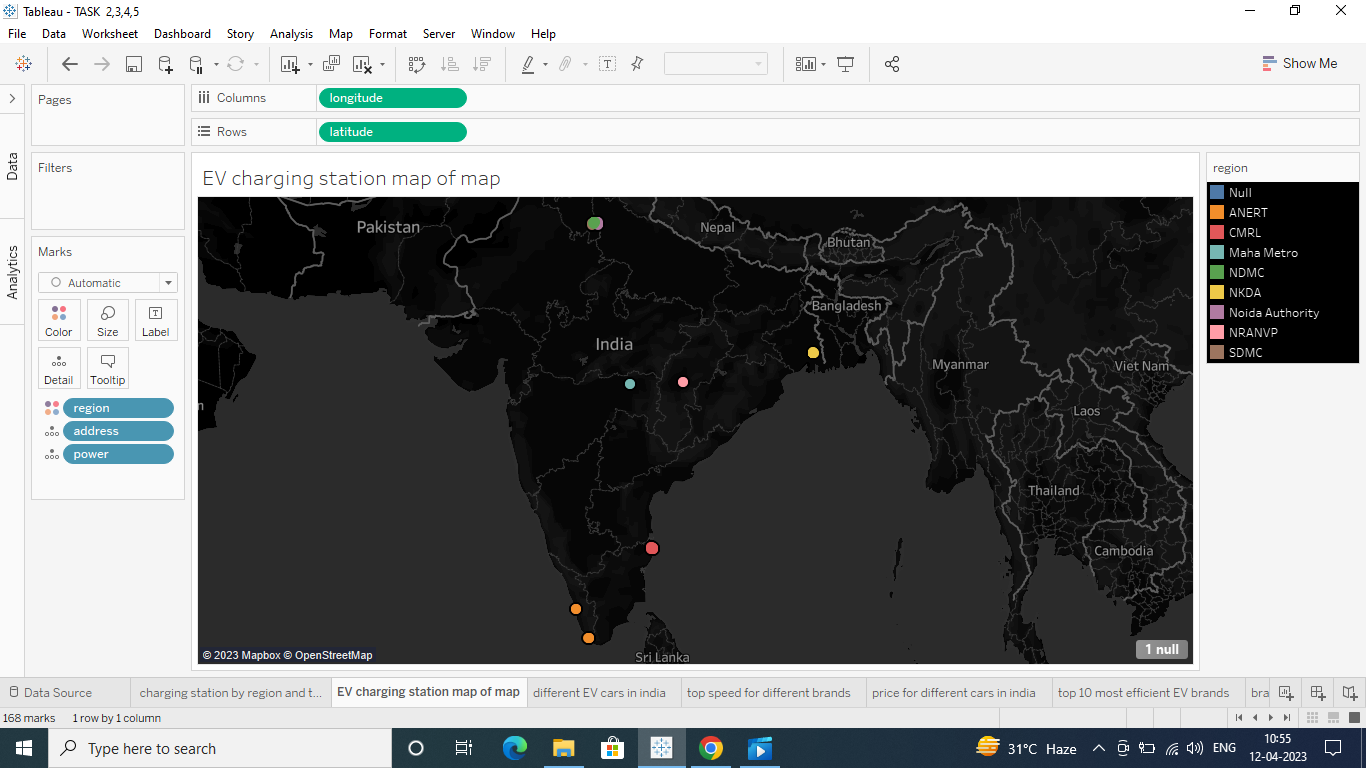 Tableau - TASK 2,3,4,5
File Data Worksheet Dashboard Story Analysis Map Format Server Window Help
Show Me
Pages
Columns
longitude
Rows
latitude
Data
Analytics
Filters
Marks
Automatic
Color Size Label
Detail Tooltip
region
address
power
EV charging station map of map
Pakistan
Nepal
Bhutan
Bangladesh
India
Myanmar
Viet Nam
Laos
Thailand
Cambodia
Sri Lanka
© 2023 Mapbox © OpenStreetMap
1 null
region
Null
ANERT
CMRL
Maha Metro
NDMC
NKDA
Noida Authority
NRANVP
SDMC
Data Source charging station by region and t... EV charging station map of map different EV cars in india top speed for different brands price for different cars in india top 10 most efficient EV brands bra
168 marks 1 row by 1 column
Type here to search
31°C Haze
ENG
10:55
12-04-2023